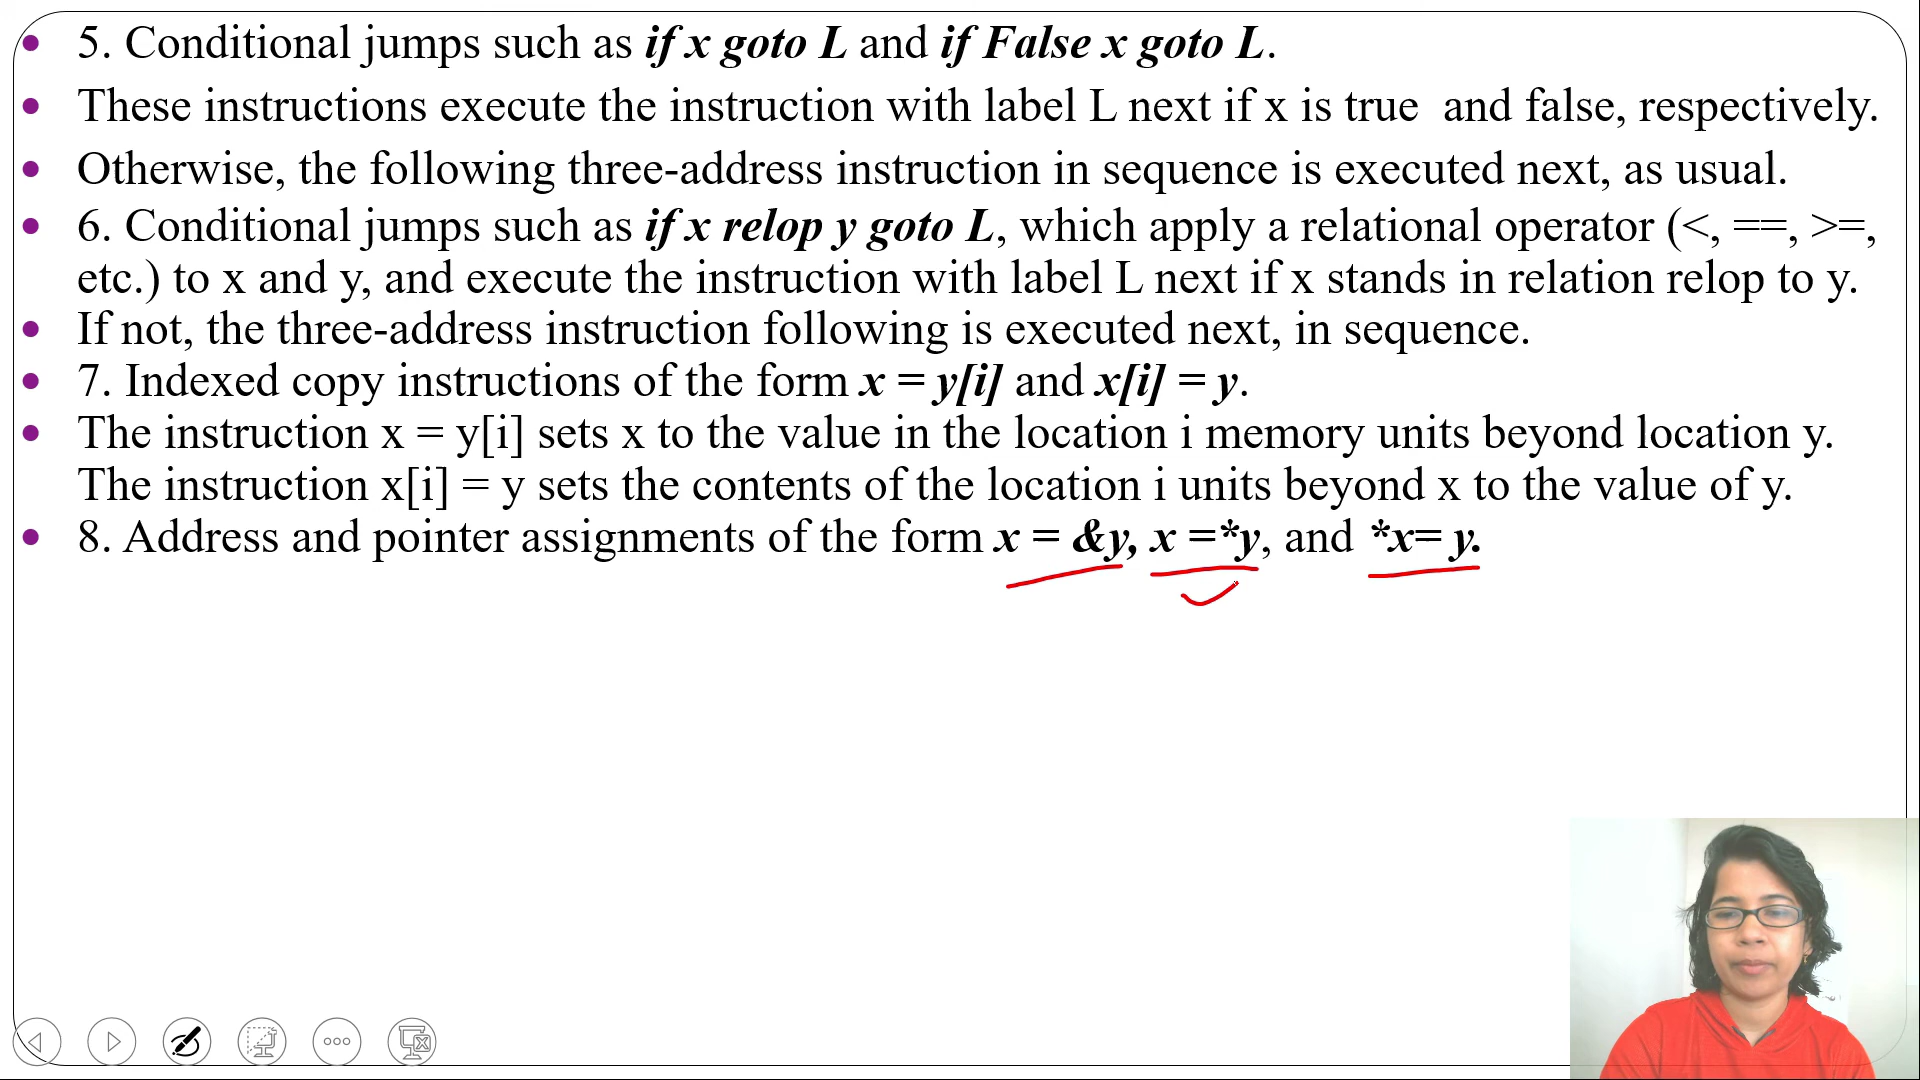 • 5. Conditional jumps such as if x goto L and if False x goto L.
• These instructions execute the instruction with label L next if x is true  and false, respectively.
• Otherwise, the following three-address instruction in sequence is executed next, as usual.
• 6. Conditional jumps such as if x relop y goto L, which apply a relational operator (<, ==, >=,
etc.) to x and y, and execute the instruction with label L next if x stands in relation relop to y.
• If not, the three-address instruction following is executed next, in sequence.
• 7. Indexed copy instructions of the form x = y[i] and x[i] = y.
• The instruction x = y[i] sets x to the value in the location i memory units beyond location y.
The instruction x[i] = y sets the contents of the location i units beyond x to the value of y.
• 8. Address and pointer assignments of the form x = &y, x =*y, and *x= y.